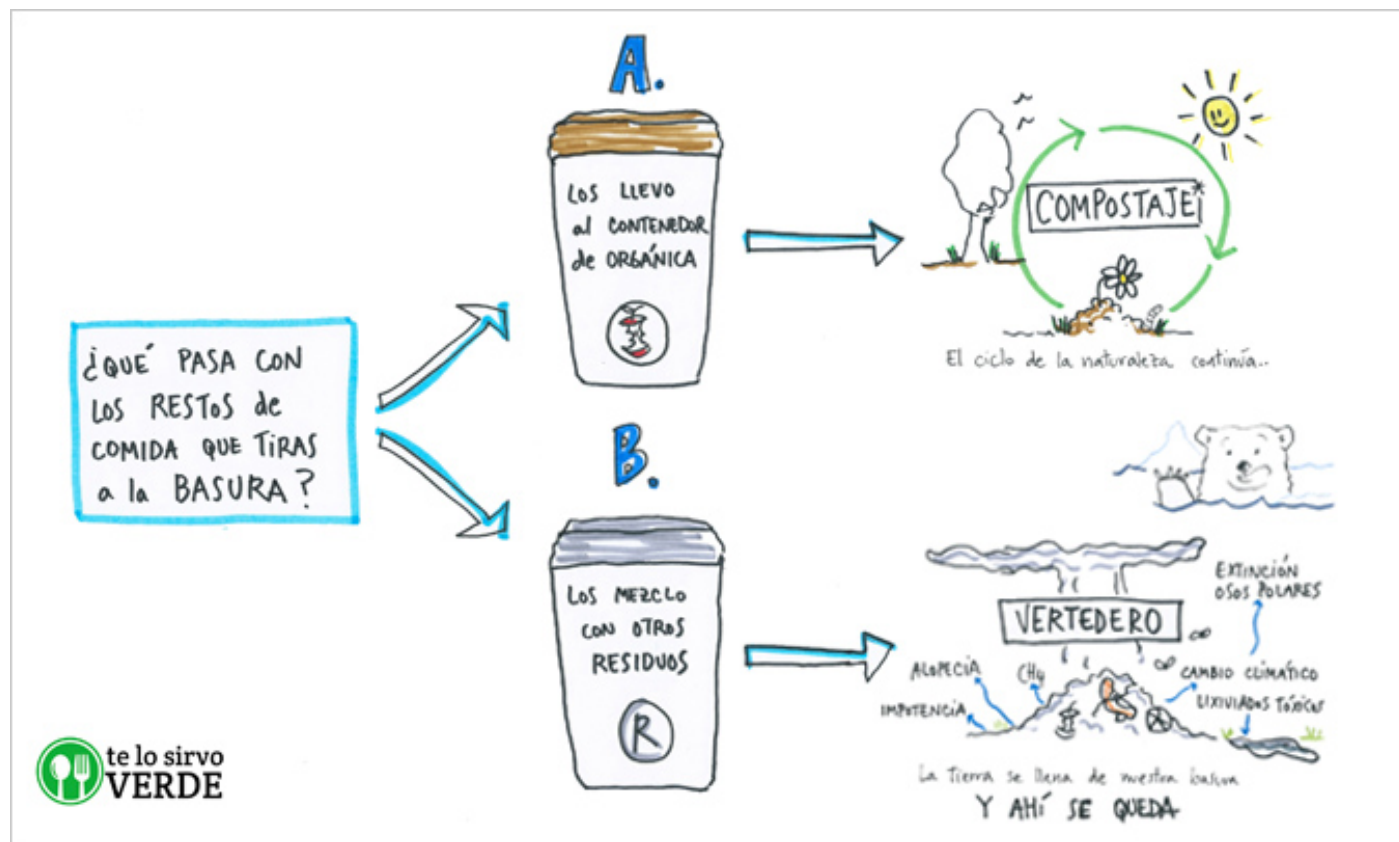 ¿QUÉ PASA CON
LOS RESTOS de
COMIDA QUE TIRAS
a la BASURA?
A.
LOS LLEVO
al CONTENEDOR
de ORGÁNICA
COMPOSTAJE
El ciclo de la naturaleza continúa..
B.
LOS MEZCLO
CON OTROS
RESIDUOS
R
VERTEDERO
EXTINCIÓN
OSOS POLARES
ALOPECIA
CH4
CAMBIO CLIMÁTICO
IMPOTENCIA
LIXIVIADOS TÓXICOS
La Tierra se llena de nuestra basura
Y AHÍ SE QUEDA
te lo sirvo
VERDE